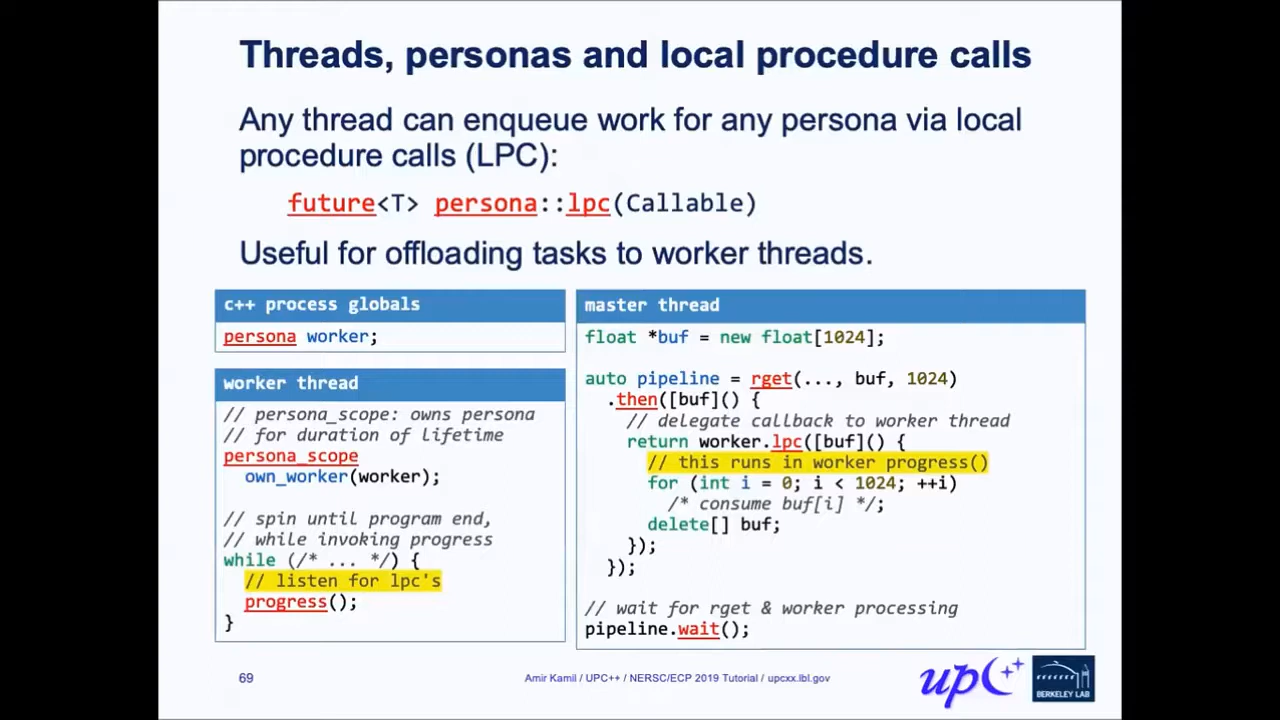 Threads, personas and local procedure calls
Any thread can enqueue work for any persona via local
procedure calls (LPC):
future<T> persona::lpc(Callable)
Useful for offloading tasks to worker threads.
c++ process globals
persona worker;
worker thread
// persona_scope: owns persona
// for duration of lifetime
persona_scope
own_worker(worker);
// spin until program end,
// while invoking progress
while (/* ... */) {
// listen for lpc's
progress();
}
master thread
float *buf = new float[1024];
auto pipeline = rget(..., buf, 1024)
.then([buf]() {
// delegate callback to worker thread
return worker.lpc([buf]() {
// this runs in worker progress()
for (int i = 0; i < 1024; ++i)
/* consume buf[i] */;
delete[] buf;
});
});
// wait for rget & worker processing
pipeline.wait();
69
Amir Kamil / UPC++ / NERSC/ECP 2019 Tutorial / upcxx.lbl.gov
upC++
BERKELEY LAB